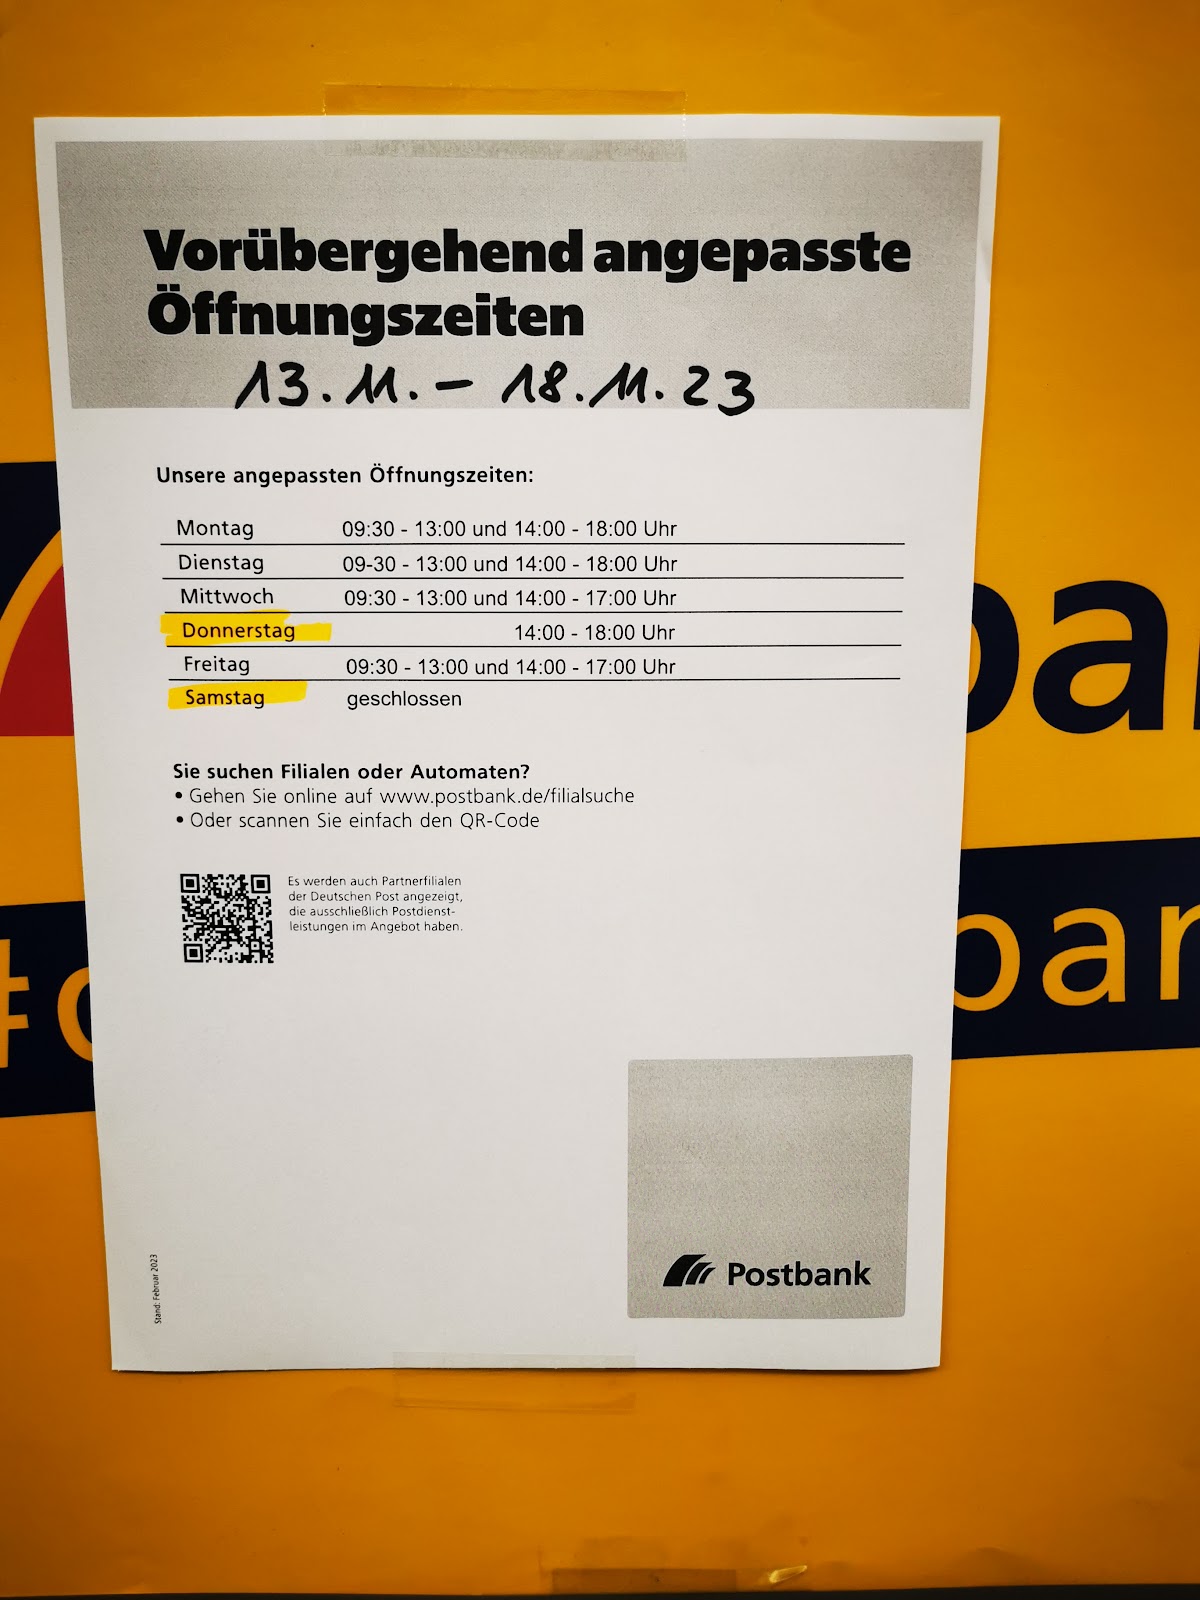 Vorübergehend angepasste
Öffnungszeiten
13.11. – 18.11.23
Unsere angepassten Öffnungszeiten:
Montag 09:30 - 13:00 und 14:00 - 18:00 Uhr
Dienstag 09-30 - 13:00 und 14:00 - 18:00 Uhr
Mittwoch 09:30 - 13:00 und 14:00 - 17:00 Uhr
Donnerstag 14:00 - 18:00 Uhr
Freitag 09:30 - 13:00 und 14:00 - 17:00 Uhr
Samstag geschlossen
Sie suchen Filialen oder Automaten?
• Gehen Sie online auf www.postbank.de/filialsuche
• Oder scannen Sie einfach den QR-Code
Es werden auch Partnerfilialen
der Deutschen Post angezeigt,
die ausschließlich Postdienst-
leistungen im Angebot haben.
Stand: Februar 2023
Postbank